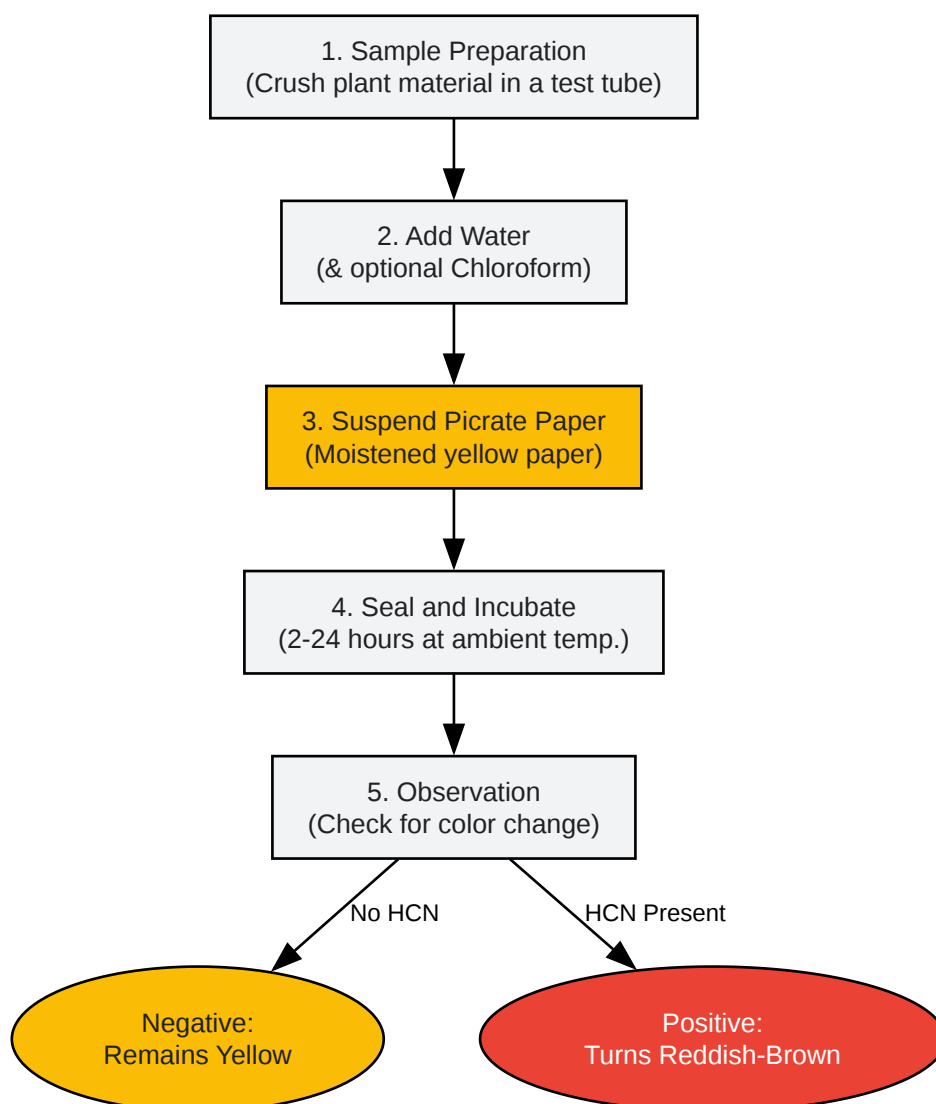 1. Sample Preparation
(Crush plant material in a test tube)
2. Add Water
(& optional Chloroform)
3. Suspend Picrate Paper
(Moistened yellow paper)
4. Seal and Incubate
(2-24 hours at ambient temp.)
5. Observation
(Check for color change)
No HCN
HCN Present
Negative:
Remains Yellow
Positive:
Turns Reddish-Brown